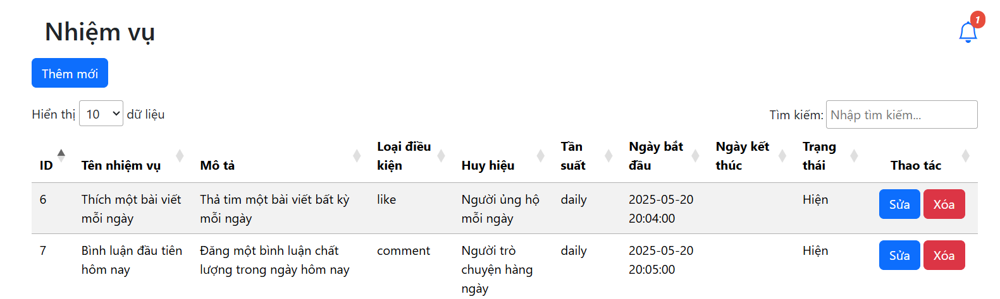 Nhiệm vụ
1
Thêm mới
Hiển thị 10 dữ liệu
Tìm kiếm: Nhập tìm kiếm...
ID Tên nhiệm vụ Mô tả Loại điều kiện Huy hiệu Tần suất Ngày bắt đầu Ngày kết thúc Trạng thái Thao tác
6 Thích một bài viết mỗi ngày Thả tim một bài viết bất kỳ mỗi ngày like Người ủng hộ mỗi ngày daily 2025-05-20 20:04:00 Hiện Sửa Xóa
7 Bình luận đầu tiên hôm nay Đăng một bình luận chất lượng trong ngày hôm nay comment Người trò chuyện hàng ngày daily 2025-05-20 20:05:00 Hiện Sửa Xóa